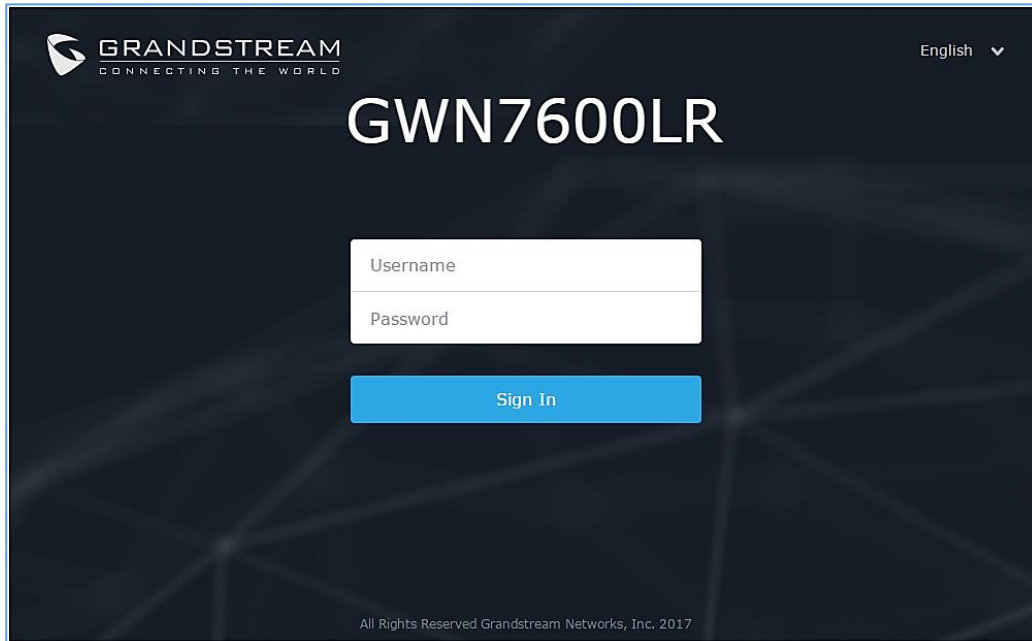 GRANDSTREAM
CONNECTING THE WORLD
English
GWN7600LR
Username
Password
Sign In
All Rights Reserved Grandstream Networks, Inc. 2017